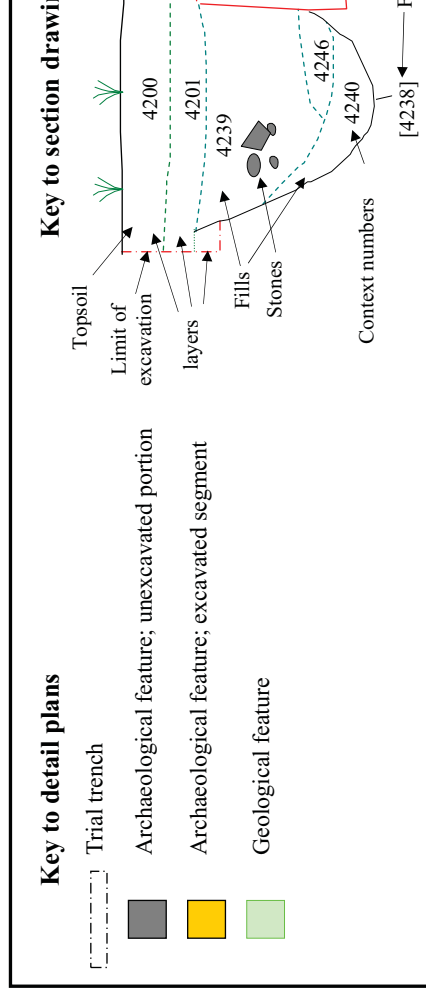 Key to detail plans
Trial trench
Archaeological feature; unexcavated portion
Archaeological feature; excavated segment
Geological feature
Key to section
Topsoil
Limit of
excavation
layers
Fills
Stones
Context numbers
4200
4201
4239
4246
4240
[4238]